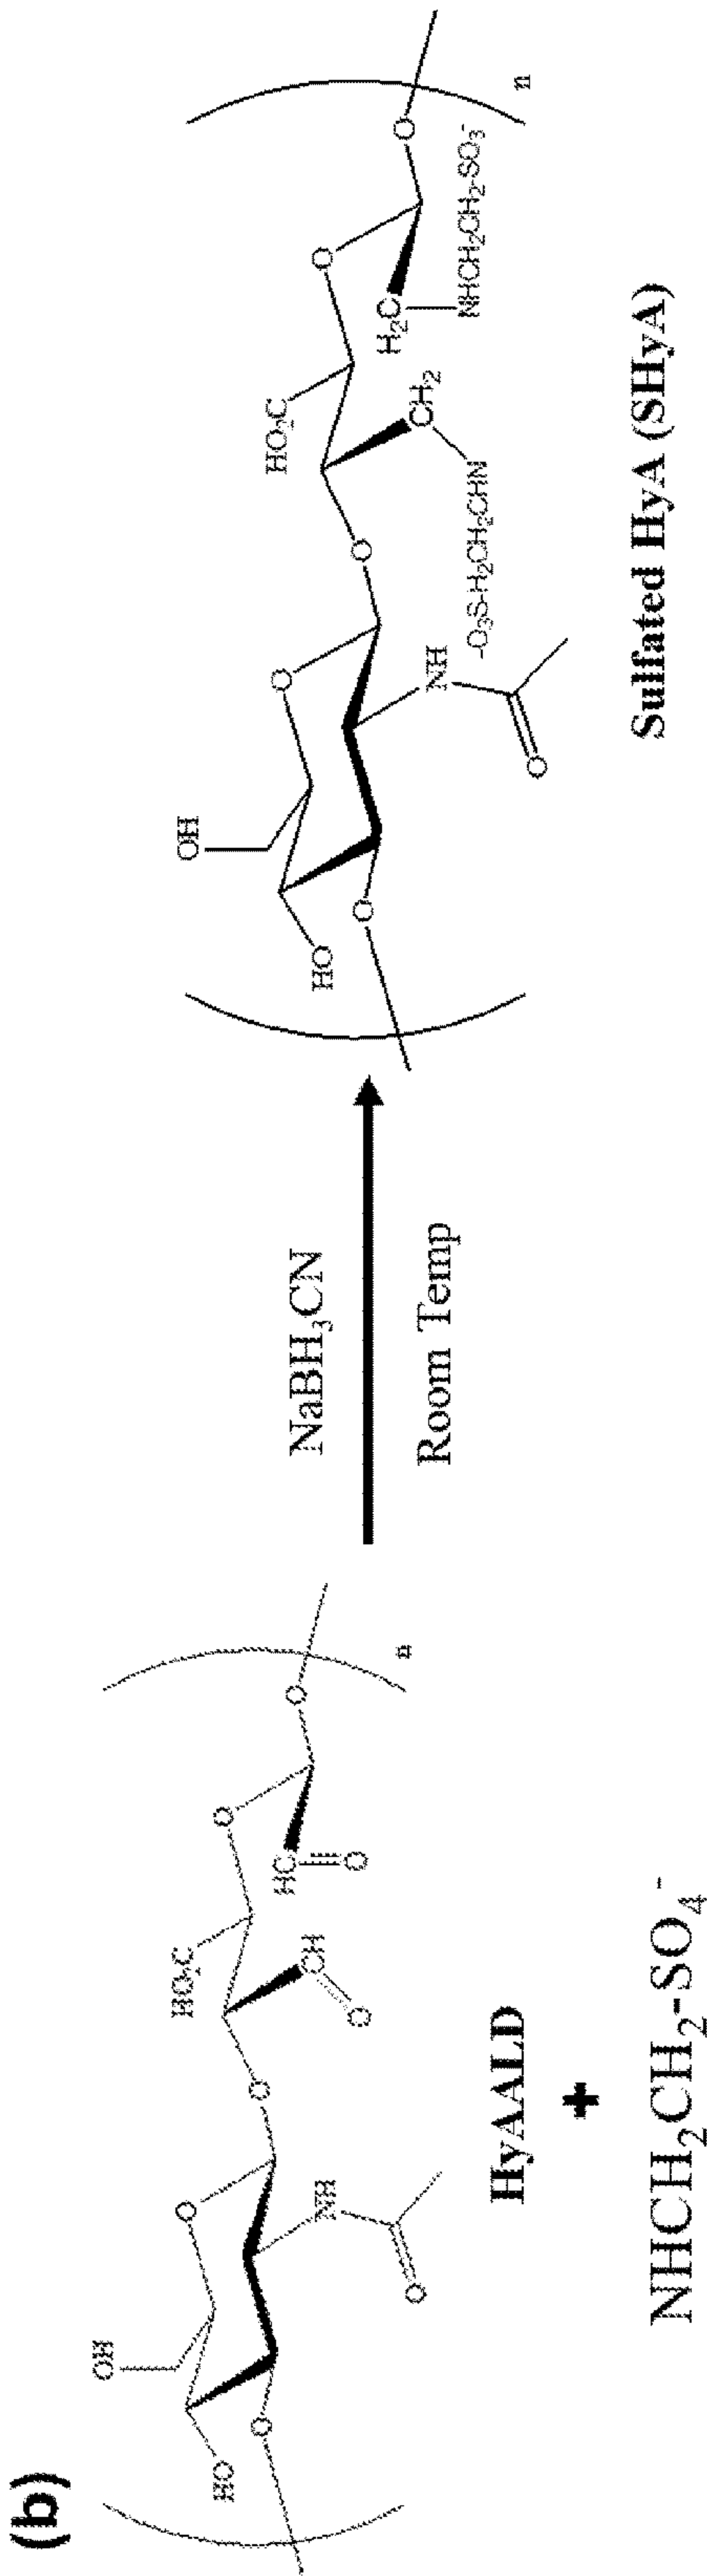 (b)
OH
HO
O
O
NH
O
O
HO₂C
O
CH
O
HC
O
O
n
HyAALD
+
NHCH₂CH₂-SO₄⁻
NaBH₃CN
Room Temp
OH
HO
O
O
NH
O
O
HO₂C
O
CH₂
-O₃S-H₂CH₂CHN
H₂C
NHCH₂CH₂-SO₃⁻
O
n
Sulfated HyA (SHyA)